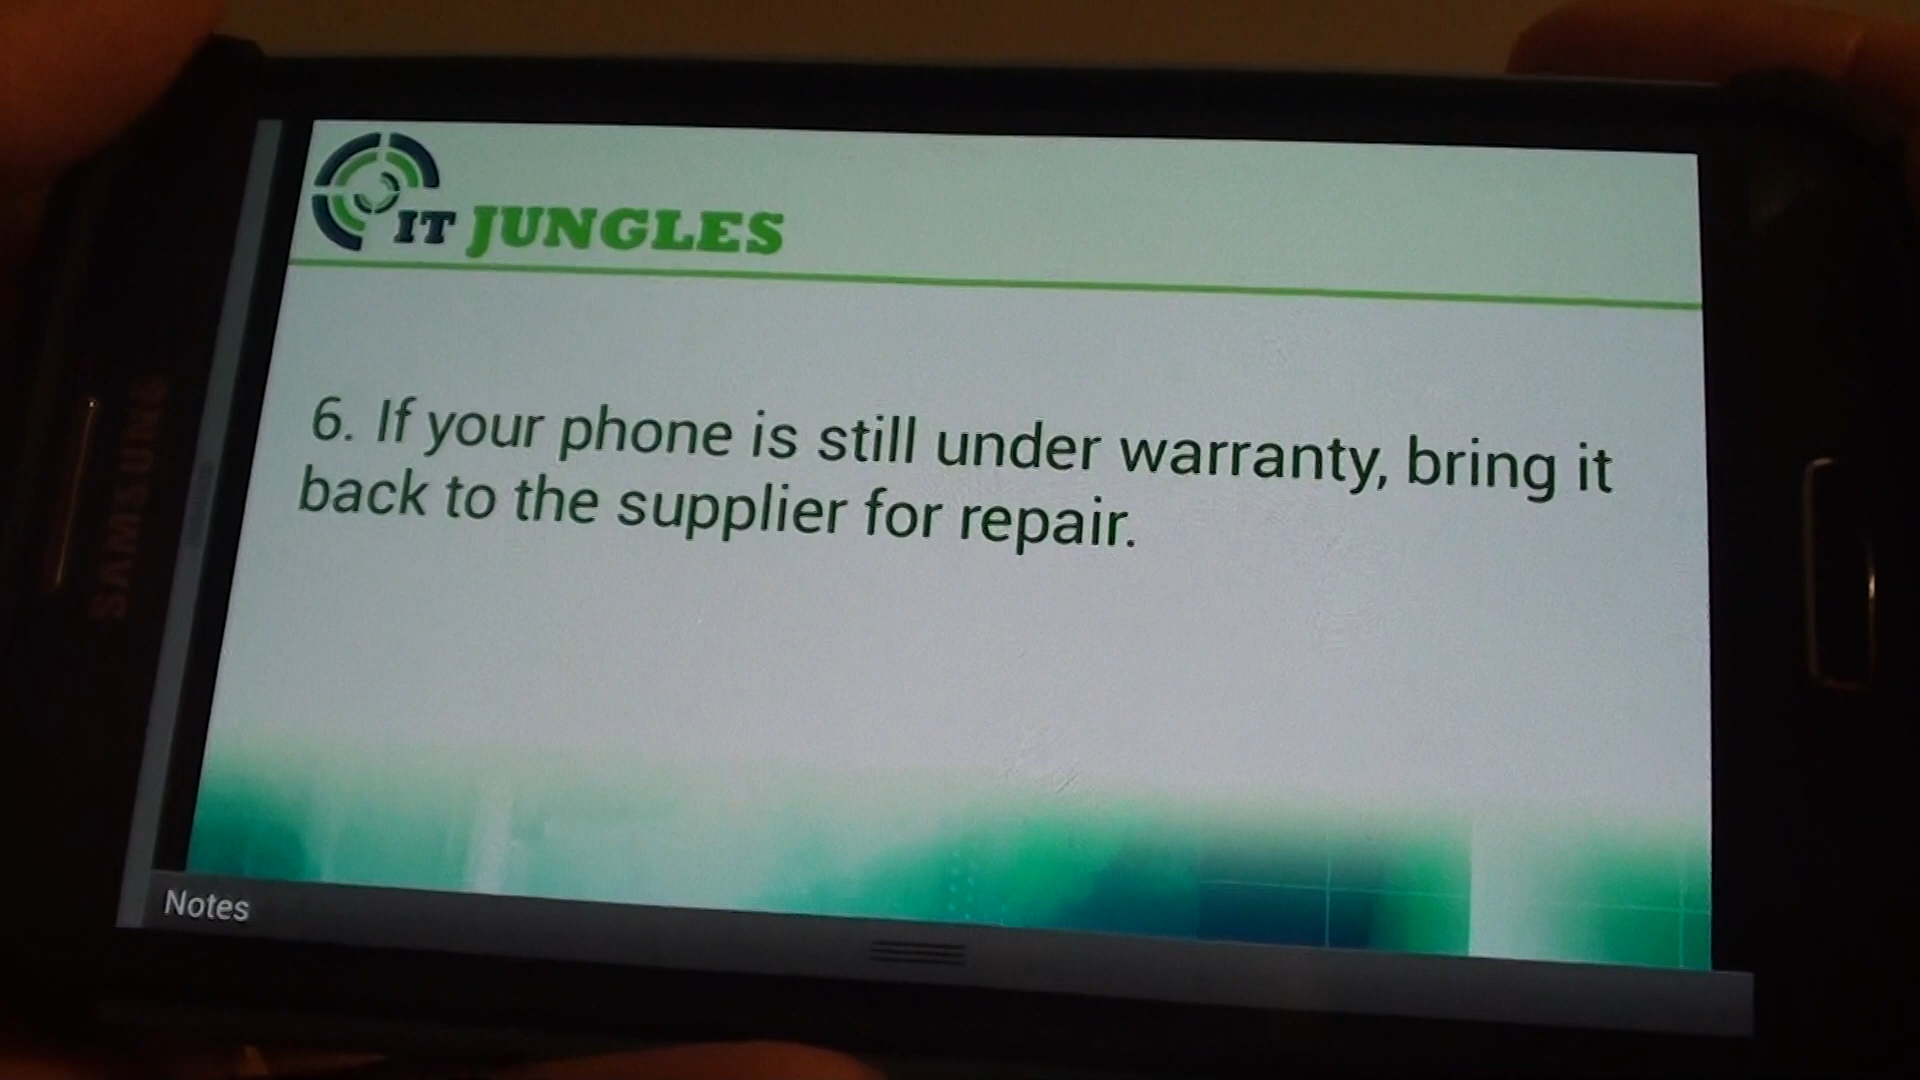 IT JUNGLES
6. If your phone is still under warranty, bring it
back to the supplier for repair.
Notes
SAMSUNG